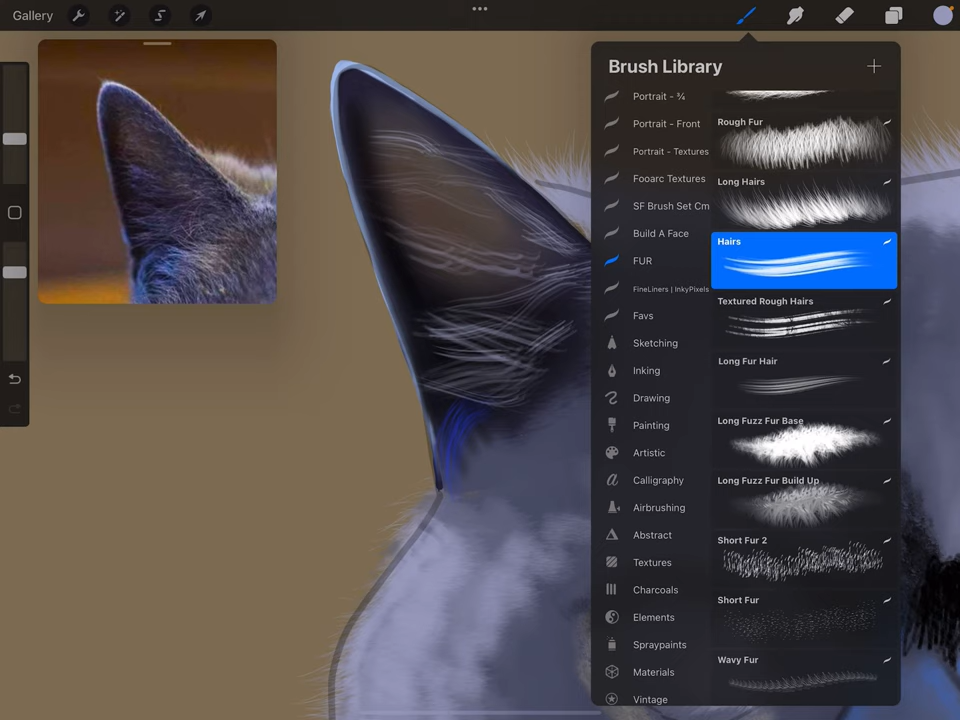 Gallery
Brush Library
Portrait - ¾
Portrait - Front
Portrait - Textures
Fooarc Textures
SF Brush Set Cm
Build A Face
FUR
FineLiners | InkyPixels
Favs
Sketching
Inking
Drawing
Painting
Artistic
Calligraphy
Airbrushing
Abstract
Textures
Charcoals
Elements
Spraypaints
Materials
Vintage
Rough Fur
Long Hairs
Hairs
Textured Rough Hairs
Long Fur Hair
Long Fuzz Fur Base
Long Fuzz Fur Build Up
Short Fur 2
Short Fur
Wavy Fur